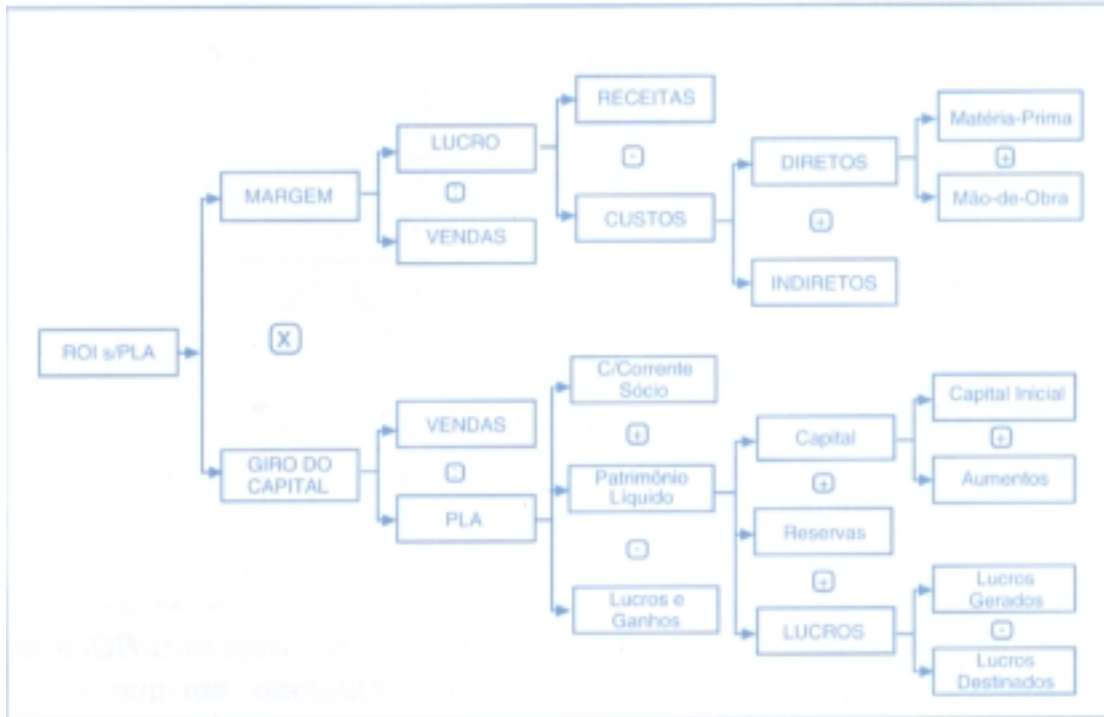 RECEITAS
Matéria-Prima
LUCRO
-
DIRETOS
+
MARGEM
:
Mão-de-Obra
VENDAS
CUSTOS
+
INDIRETOS
ROI s/PLA
X
C/Corrente
Sócio
Capital Inicial
VENDAS
+
Capital
+
GIRO DO
CAPITAL
:
Patrimônio
Líquido
Aumentos
PLA
+
-
Reservas
Lucros e
Ganhos
+
Lucros
Gerados
LUCROS
-
Lucros
Destinados